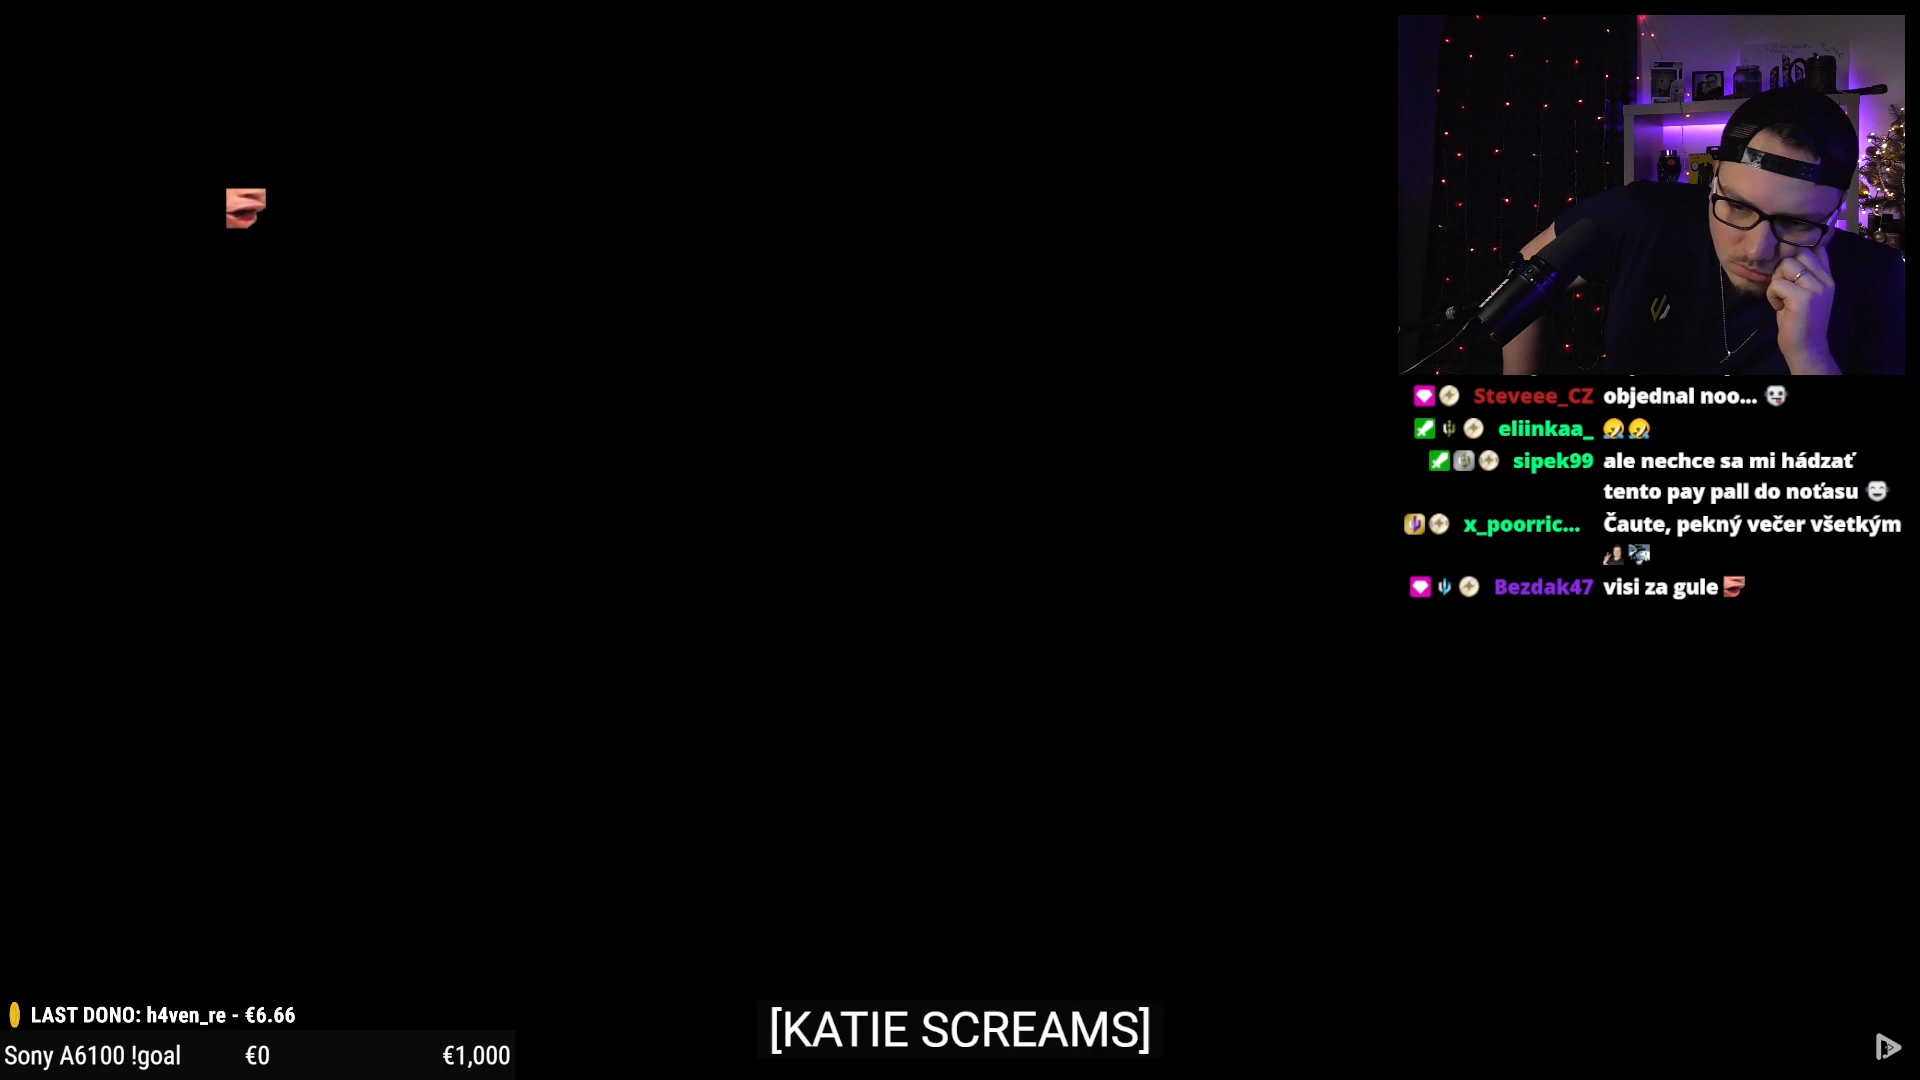 Steveee_CZ objednal noo...
eliinkaa_
sipek99 ale nechce sa mi hádzať
tento pay pall do noťasu
x_poorric... Čaute, pekný večer všetkým
Bezdak47 visi za gule
LAST DONO: h4ven_re - €6.66
Sony A6100 !goal €0 €1,000
[KATIE SCREAMS]